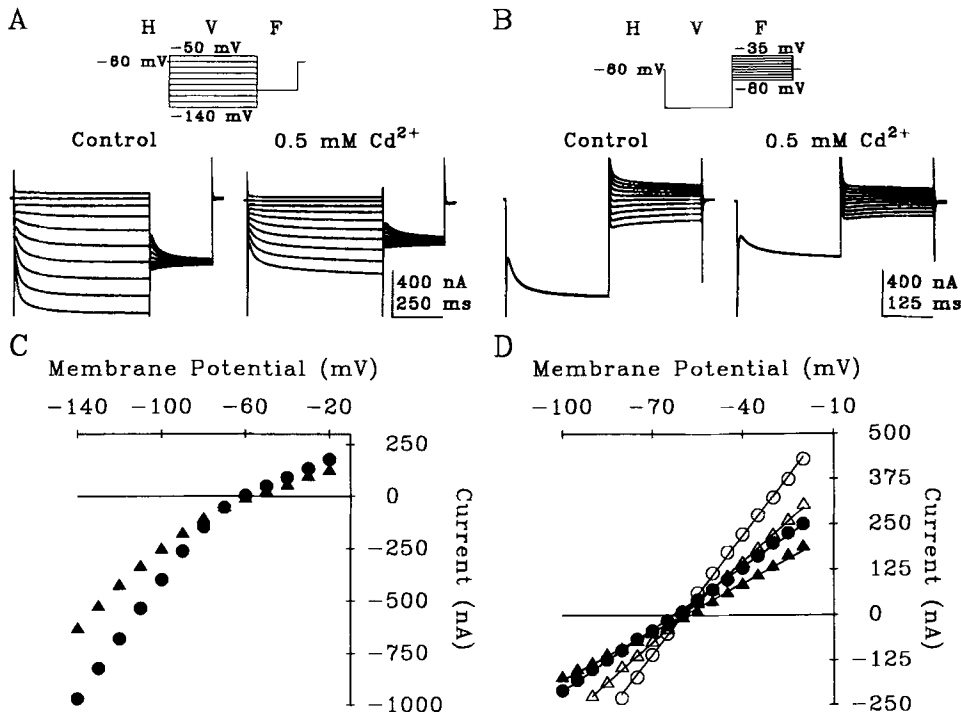 A
H V F
−50 mV
−60 mV
−140 mV
Control
0.5 mM Cd2+
400 nA
250 ms
B
H V F
−35 mV
−60 mV
−80 mV
Control
0.5 mM Cd2+
400 nA
125 ms
C
Membrane Potential (mV)
−140 −100 −60 −20
250
0
−250
−500
−750
−1000
Current (nA)
D
Membrane Potential (mV)
−100 −70 −40 −10
500
375
250
125
0
−125
−250
Current (nA)